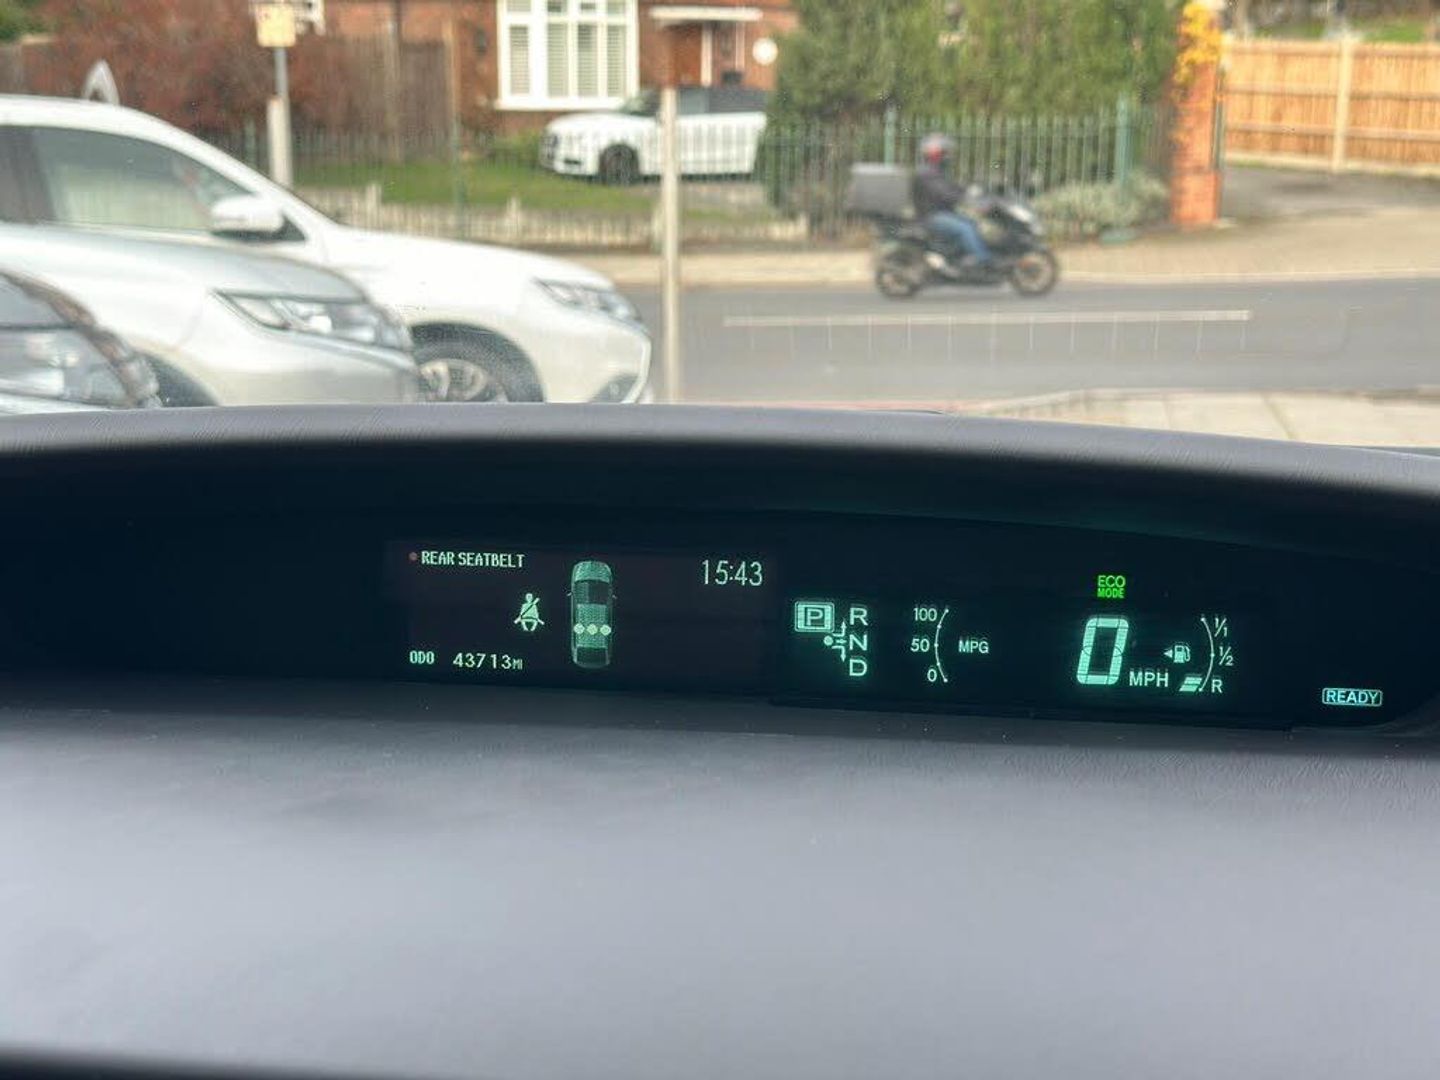 REAR SEATBELT
15:43
ODO 43713MI
P R
N
D
100
50
0
MPG
ECO
MODE
0 MPH
1/1
1/2
R
READY